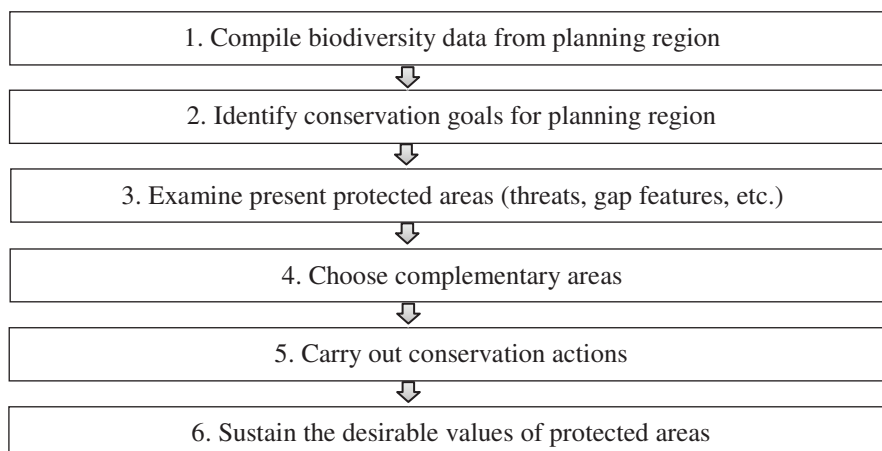 1. Compile biodiversity data from planning region
2. Identify conservation goals for planning region
3. Examine present protected areas (threats, gap features, etc.)
4. Choose complementary areas
5. Carry out conservation actions
6. Sustain the desirable values of protected areas